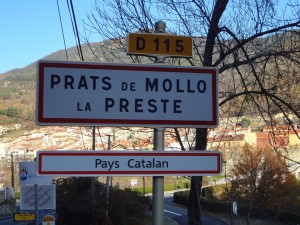 D 115
PRATS DE MOLLO
LA PRESTE
Pays Catalan